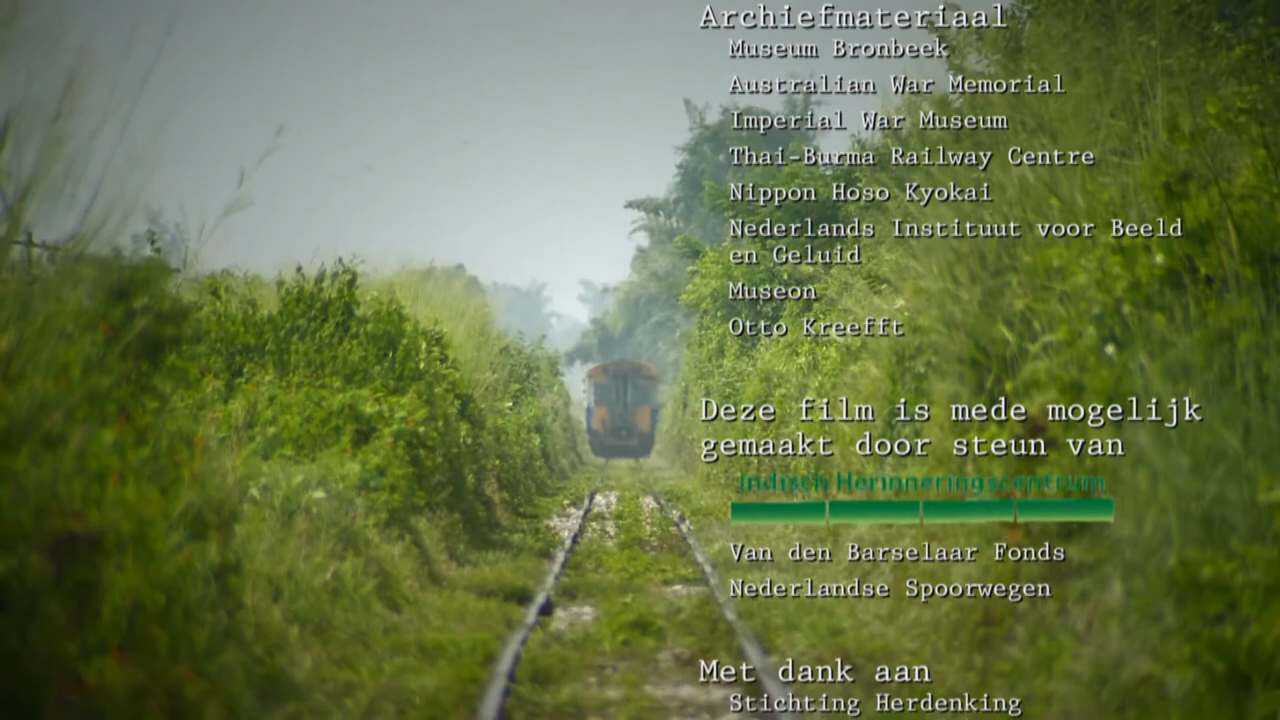 Archiefmateriaal
Museum Bronbeek
Australian War Memorial
Imperial War Museum
Thai-Burma Railway Centre
Nippon Hoso Kyokai
Nederlands Instituut voor Beeld
en Geluid
Museon
Otto Kreefft
Deze film is mede mogelijk
gemaakt door steun van
Indisch Herinneringscentrum
Van den Barselaar Fonds
Nederlandse Spoorwegen
Met dank aan
Stichting Herdenking